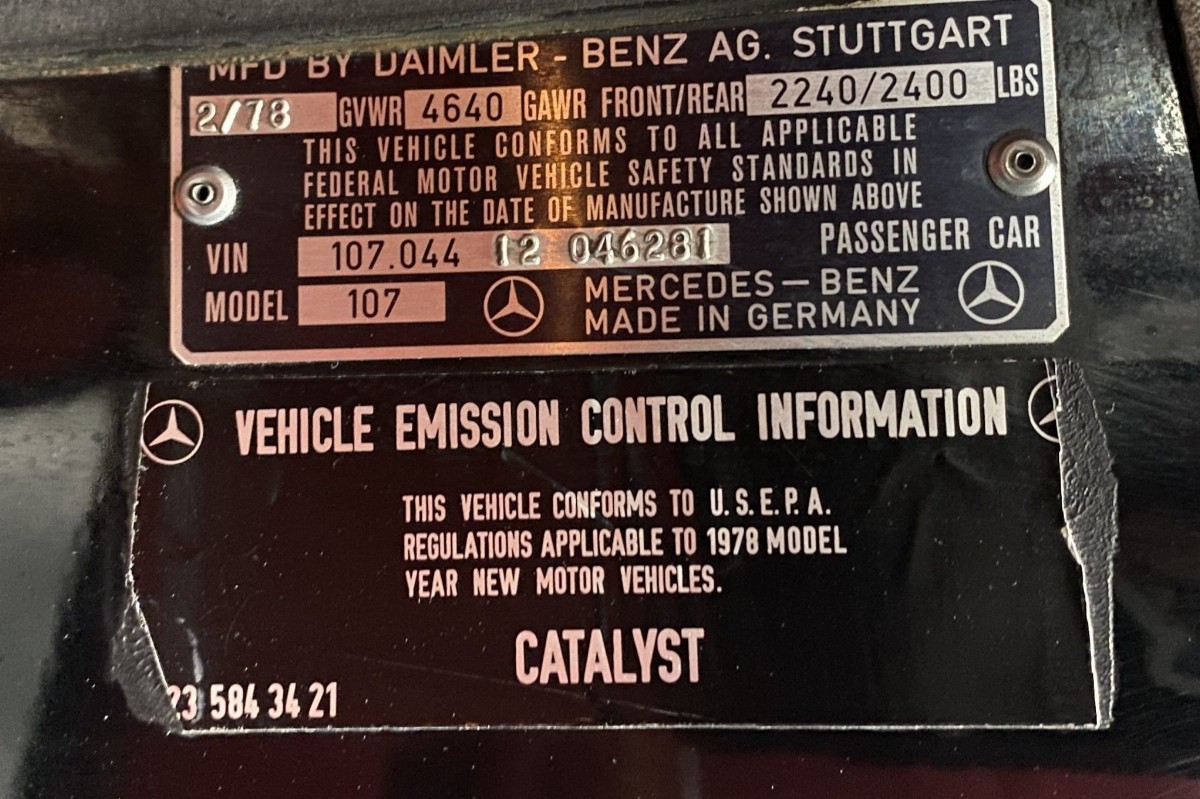 MFD BY DAIMLER - BENZ AG. STUTTGART
2/78 GVWR 4640 GAWR FRONT/REAR 2240/2400 LBS
THIS VEHICLE CONFORMS TO ALL APPLICABLE
FEDERAL MOTOR VEHICLE SAFETY STANDARDS IN
EFFECT ON THE DATE OF MANUFACTURE SHOWN ABOVE
VIN 107.044 12 046281 PASSENGER CAR
MODEL 107 MERCEDES-BENZ
MADE IN GERMANY
VEHICLE EMISSION CONTROL INFORMATION
THIS VEHICLE CONFORMS TO U.S.E.P.A.
REGULATIONS APPLICABLE TO 1978 MODEL
YEAR NEW MOTOR VEHICLES.
CATALYST
23 584 34 21